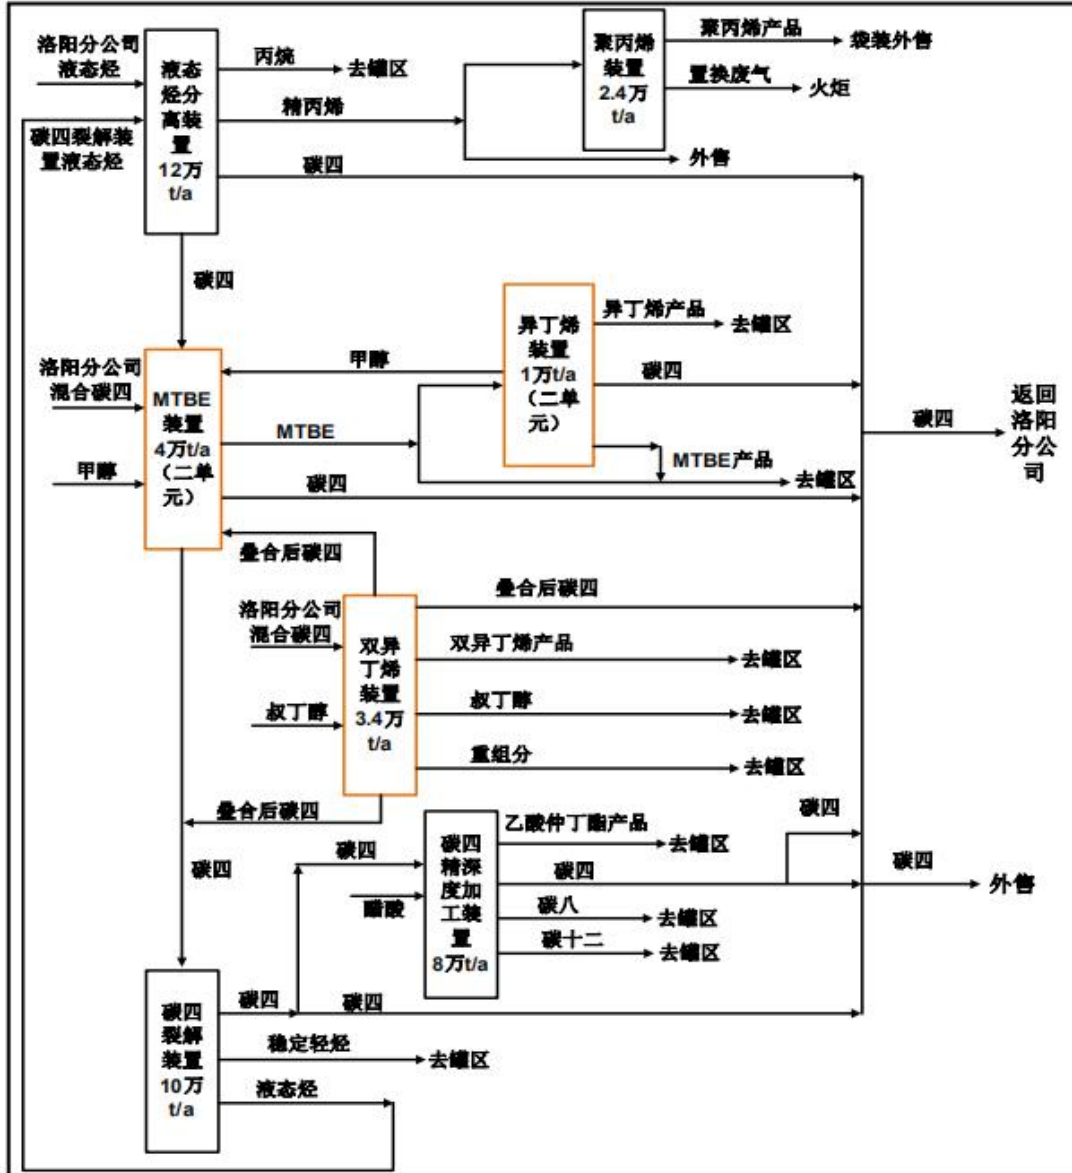 洛阳分公司
液态烃
碳四裂解装
置液态烃
液态
烃分
离装
置
12万
t/a
丙烷
去罐区
精丙烯
碳四
聚丙烯
装置
2.4万
t/a
聚丙烯产品
袋装外售
置换废气
火炬
外售
碳四
洛阳分公司
混合碳四
甲醇
MTBE
装置
4万t/a
（二单
元）
甲醇
MTBE
碳四
异丁烯
装置
1万t/a
（二单
元）
异丁烯产品
去罐区
碳四
MTBE产品
去罐区
碳四
返回
洛阳
分公
司
叠合后碳四
洛阳分公司
混合碳四
叔丁醇
双异
丁烯
装置
3.4万
t/a
叠合后碳四
双异丁烯产品
去罐区
叔丁醇
去罐区
重组分
去罐区
叠合后碳四
碳四
碳四
醋酸
碳四
精深
度加
工装
置
8万t/a
乙酸仲丁酯产品
去罐区
碳四
碳八
去罐区
碳十二
去罐区
碳四
碳四
外售
碳四
裂解
装置
10万
t/a
碳四
碳四
稳定轻烃
去罐区
液态烃